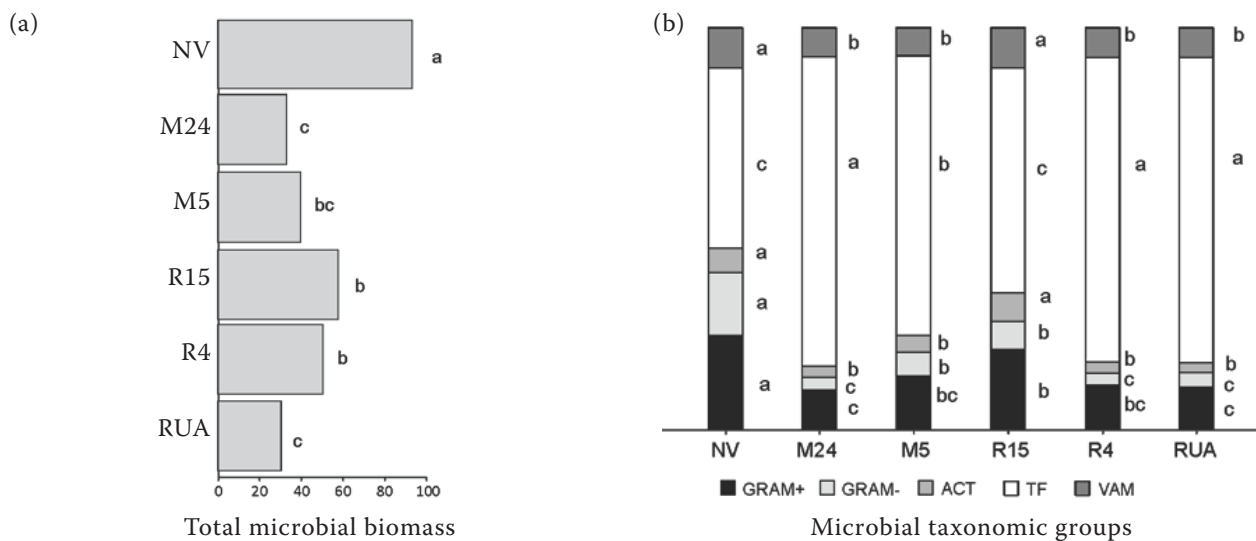 (a)
NV
a
M24
c
M5
bc
R15
b
R4
b
RUA
c
0 20 40 60 80 100
Total microbial biomass
(b)
a b b a b b
c a b c a a
a b b a b b
a c b b c c
a c bc b bc c
NV M24 M5 R15 R4 RUA
GRAM+ GRAM- ACT TF VAM
Microbial taxonomic groups